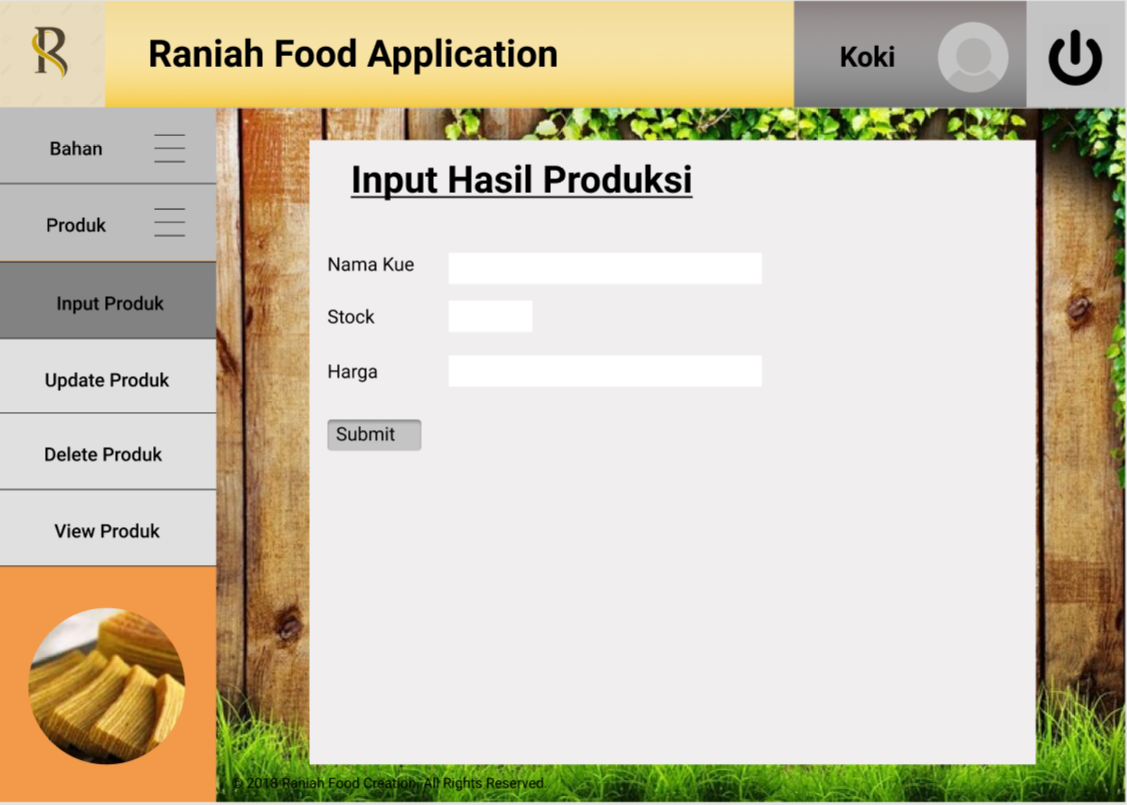 R
Raniah Food Application
Koki
Bahan
Produk
Input Produk
Update Produk
Delete Produk
View Produk
Input Hasil Produksi
Nama Kue
Stock
Harga
Submit
© 2018 Raniah Food Creation. All Rights Reserved.